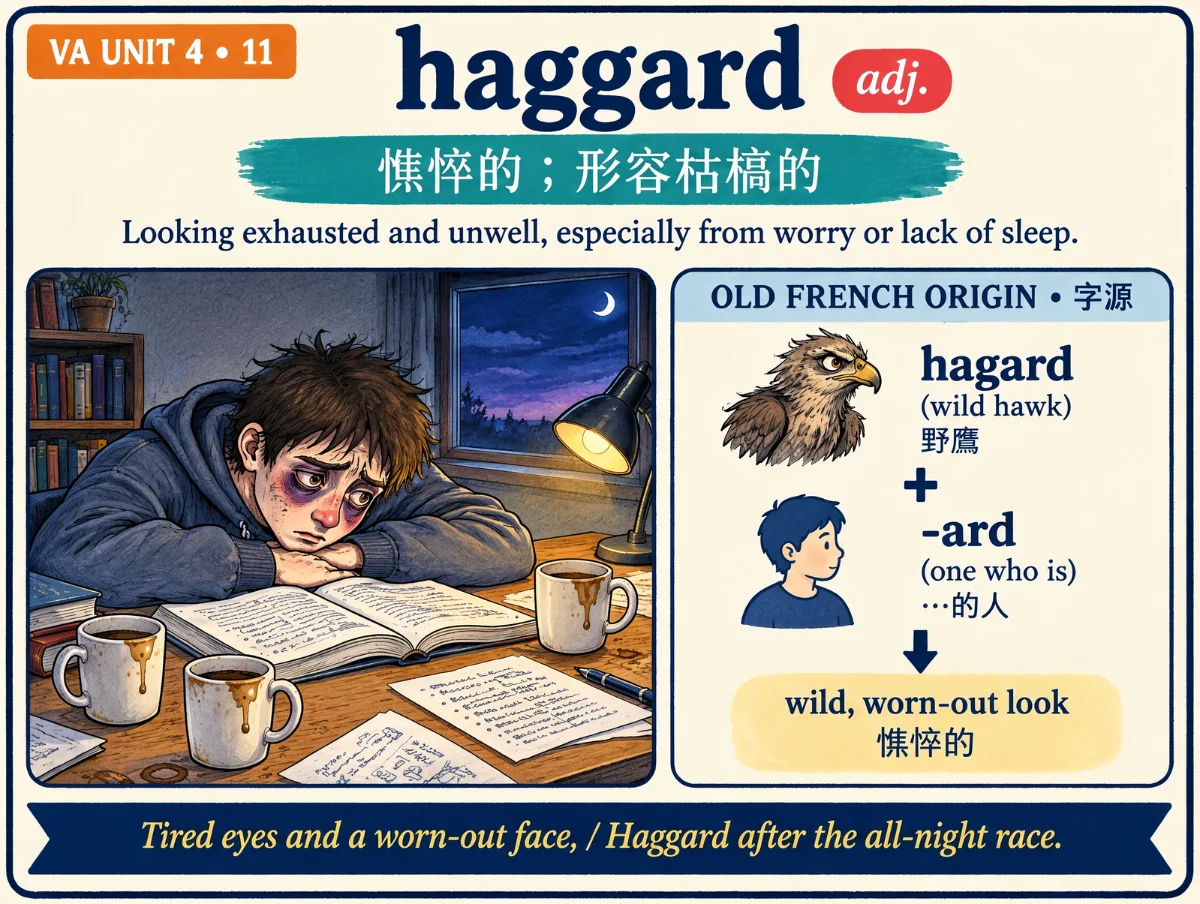 VA UNIT 4 • 11
haggard
adj.
憔悴的；形容枯槁的
Looking exhausted and unwell, especially from worry or lack of sleep.
OLD FRENCH ORIGIN • 字源
hagard
(wild hawk)
野鷹
+
-ard
(one who is)
…的人
wild, worn-out look
憔悴的
Tired eyes and a worn-out face, / Haggard after the all-night race.